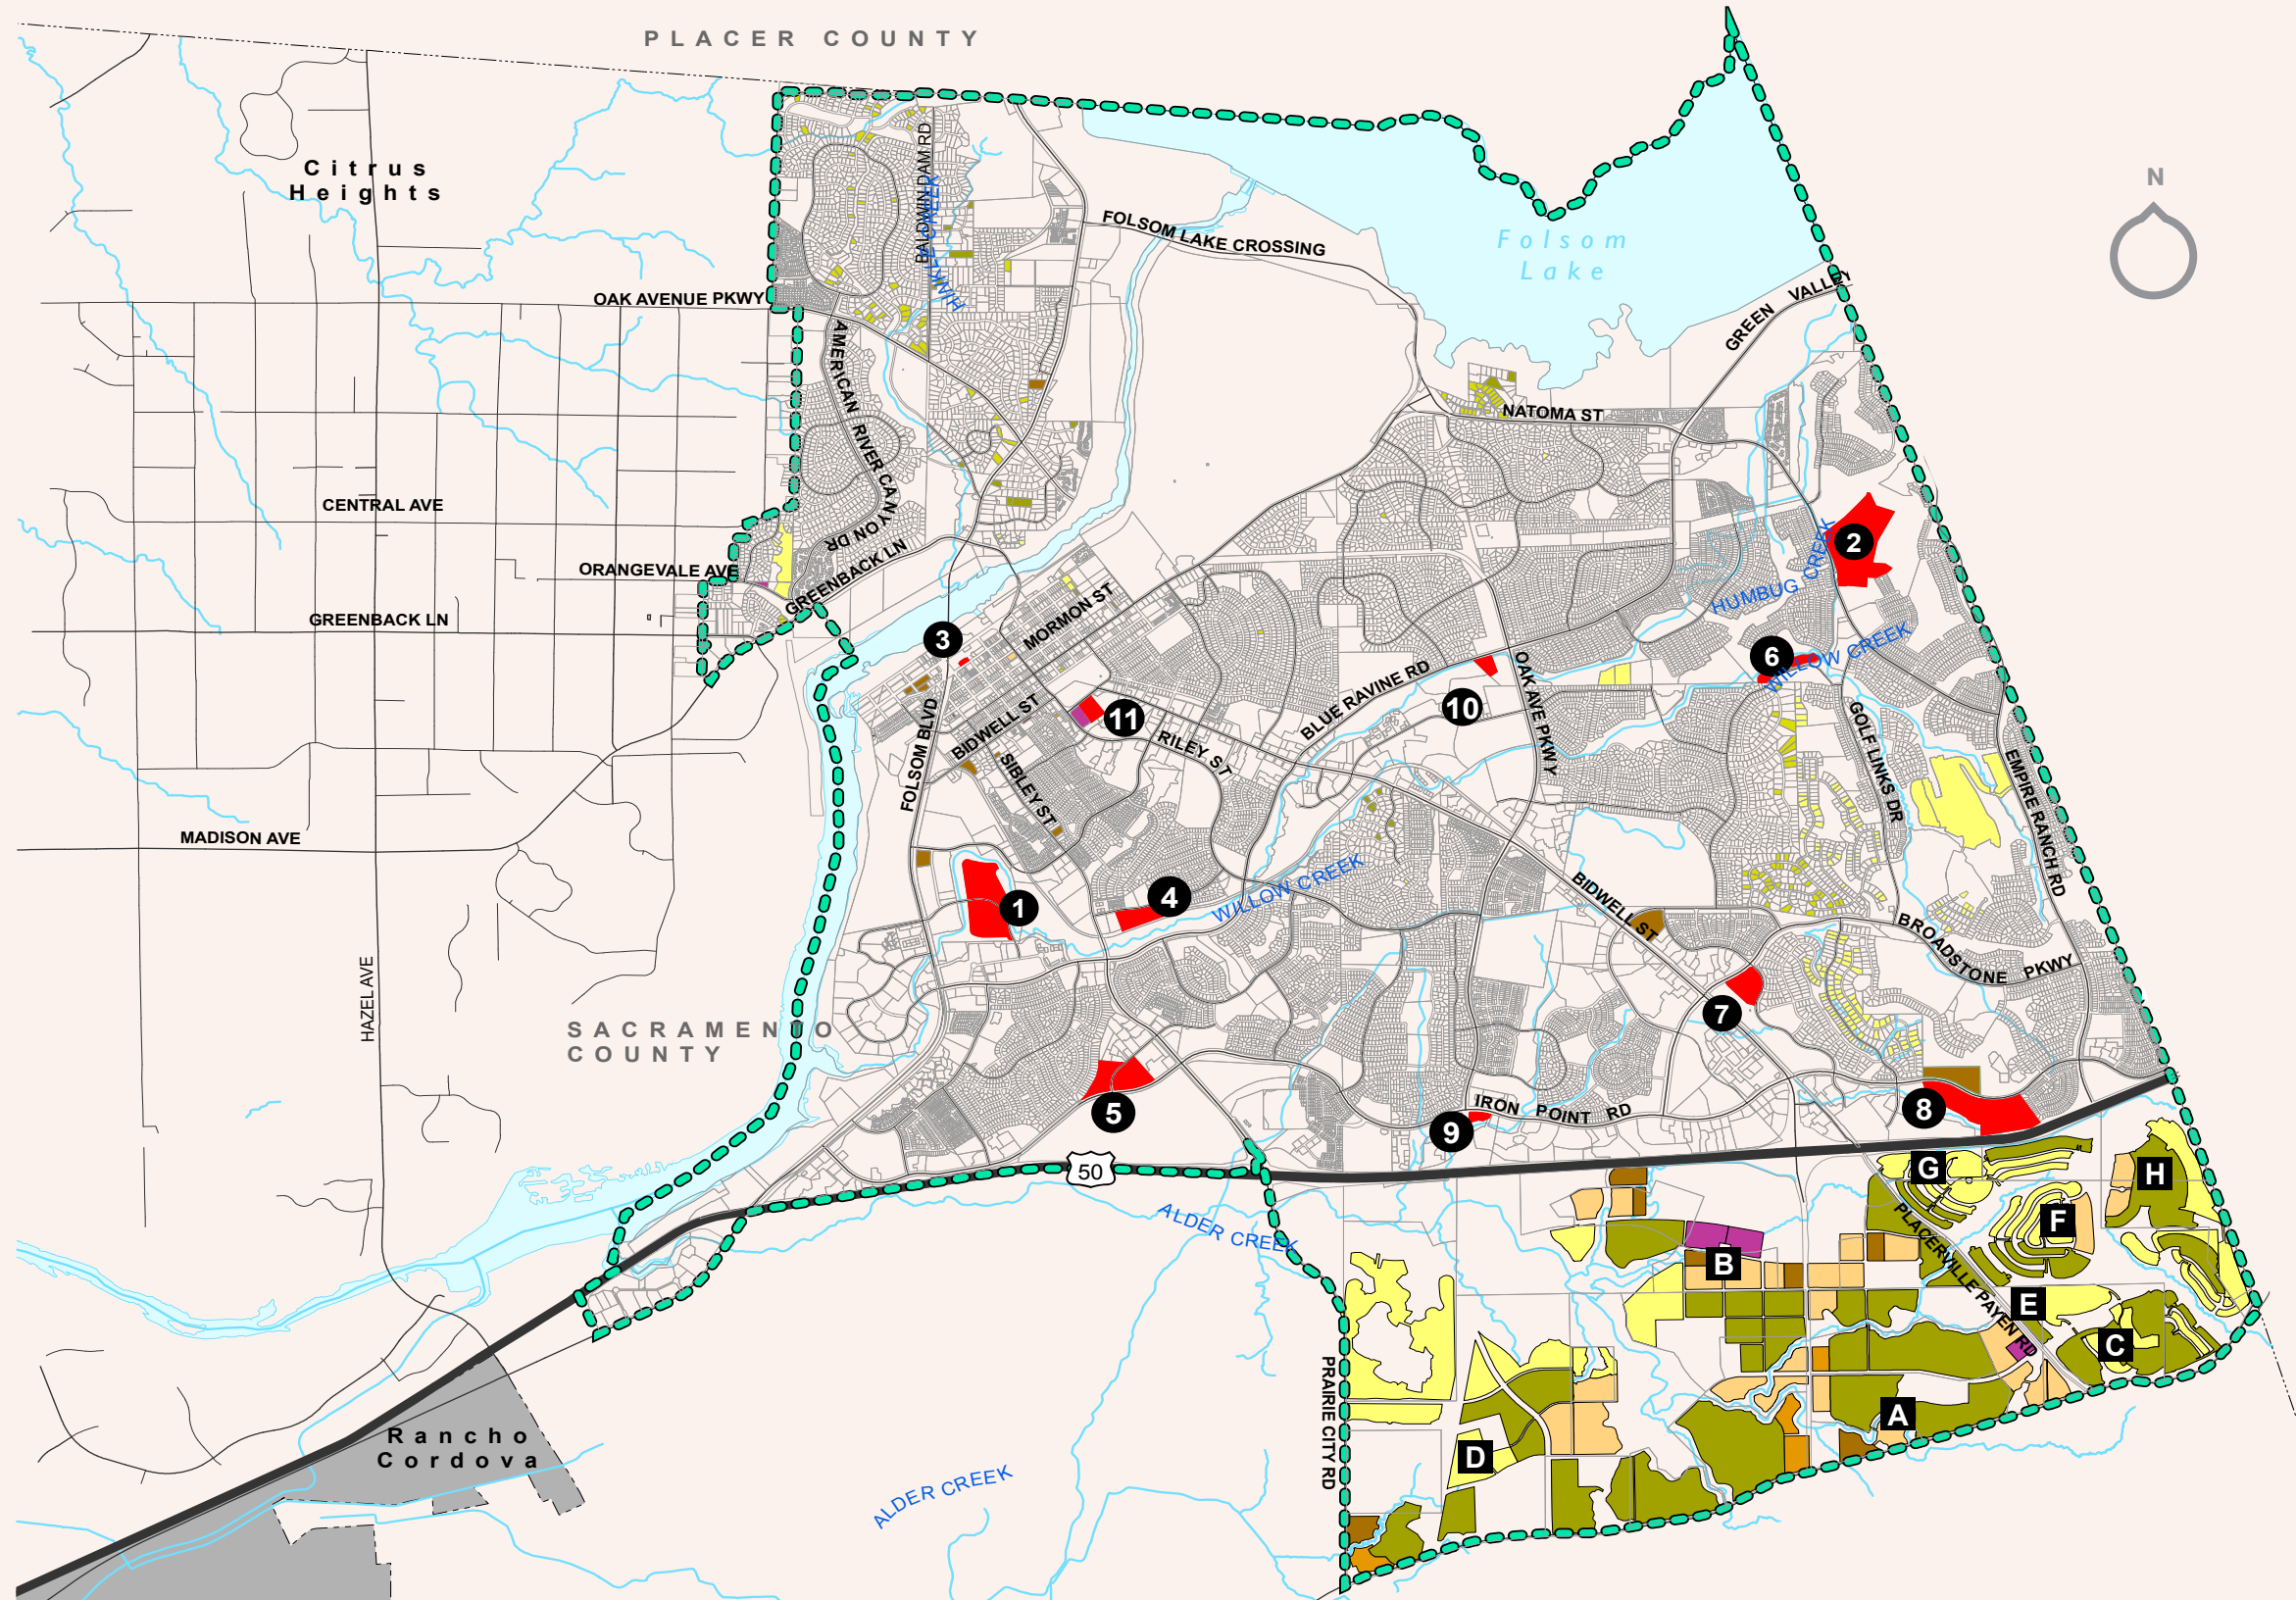 PLACER COUNTY
Citrus
Heights
N
BALDWIN DAM RD
HINKLE CREEK
FOLSOM LAKE CROSSING
Folsom
Lake
OAK AVENUE PKWY
GREEN VALLEY
AMERICAN RIVER CANYON DR
NATOMA ST
CENTRAL AVE
ORANGEVALE AVE
GREENBACK LN
GREENBACK LN
2
HUMBUG CREEK
MORMON ST
3
6
WILLOW CREEK
BLUE RAVINE RD
OAK AVE PKWY
10
11
BIDWELL ST
RILEY ST
FOLSOM BLVD
SIBLEY ST
GOLF LINKS DR
EMPIRE RANCH RD
MADISON AVE
1
4
WILLOW CREEK
BIDWELL ST
BROADSTONE PKWY
HAZEL AVE
SACRAMENTO
COUNTY
7
5
9
IRON POINT RD
8
50
G
H
ALDER CREEK
PLACERVILLE PAYEN RD
F
B
E
C
PRAIRIE CITY RD
A
D
Rancho
Cordova
ALDER CREEK